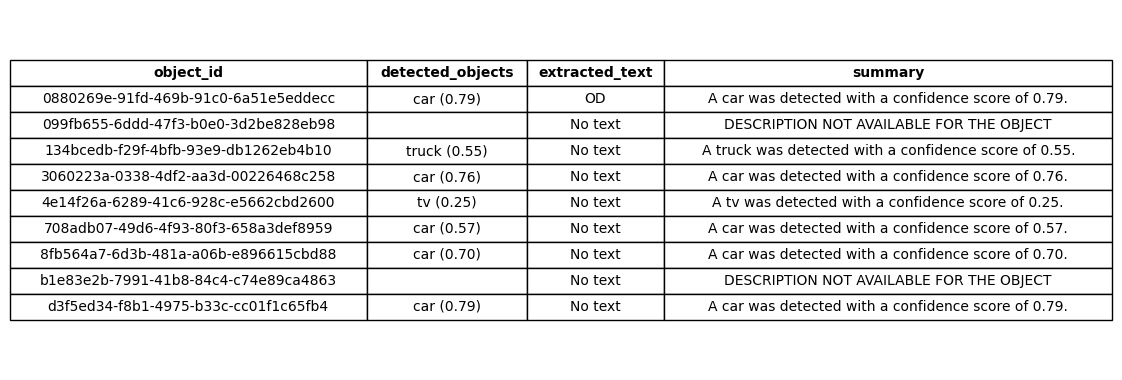 object_id detected_objects extracted_text summary
0880269e-91fd-469b-91c0-6a51e5eddecc car (0.79) OD A car was detected with a confidence score of 0.79.
099fb655-6ddd-47f3-b0e0-3d2be828eb98 No text DESCRIPTION NOT AVAILABLE FOR THE OBJECT
134bcedb-f29f-4bfb-93e9-db1262eb4b10 truck (0.55) No text A truck was detected with a confidence score of 0.55.
3060223a-0338-4df2-aa3d-00226468c258 car (0.76) No text A car was detected with a confidence score of 0.76.
4e14f26a-6289-41c6-928c-e5662cbd2600 tv (0.25) No text A tv was detected with a confidence score of 0.25.
708adb07-49d6-4f93-80f3-658a3def8959 car (0.57) No text A car was detected with a confidence score of 0.57.
8fb564a7-6d3b-481a-a06b-e896615cbd88 car (0.70) No text A car was detected with a confidence score of 0.70.
b1e83e2b-7991-41b8-84c4-c74e89ca4863 No text DESCRIPTION NOT AVAILABLE FOR THE OBJECT
d3f5ed34-f8b1-4975-b33c-cc01f1c65fb4 car (0.79) No text A car was detected with a confidence score of 0.79.